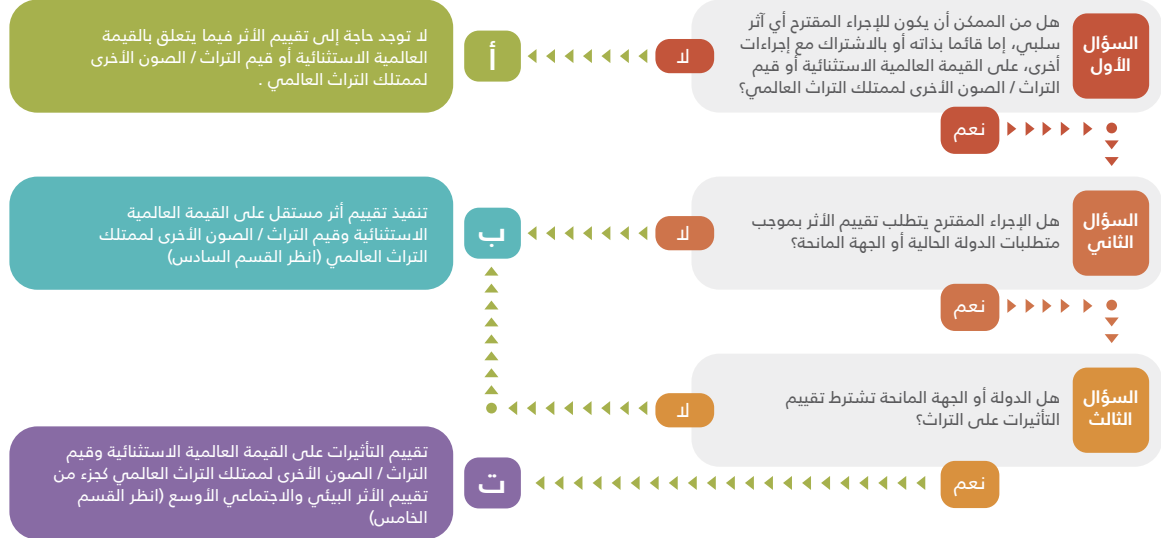 السؤال
الأول
هل من الممكن أن يكون للإجراء المقترح أي آثر
سلبي، إما قائما بذاته أو بالاشتراك مع إجراءات
أخرى، على القيمة العالمية الاستثنائية أو قيم
التراث / الصون الأخرى لممتلك التراث العالمي؟
لا
أ
لا توجد حاجة إلى تقييم الأثر فيما يتعلق بالقيمة
العالمية الاستثنائية أو قيم التراث / الصون الأخرى
لممتلك التراث العالمي .
نعم
السؤال
الثاني
هل الإجراء المقترح يتطلب تقييم الأثر بموجب
متطلبات الدولة الحالية أو الجهة المانحة؟
لا
ب
تنفيذ تقييم أثر مستقل على القيمة العالمية
الاستثنائية وقيم التراث / الصون الأخرى لممتلك
التراث العالمي (انظر القسم السادس)
نعم
السؤال
الثالث
هل الدولة أو الجهة المانحة تشترط تقييم
التأثيرات على التراث؟
لا
نعم
ت
تقييم التأثيرات على القيمة العالمية الاستثنائية وقيم
التراث / الصون الأخرى لممتلك التراث العالمي كجزء من
تقييم الأثر البيئي والاجتماعي الأوسع (انظر القسم
الخامس)